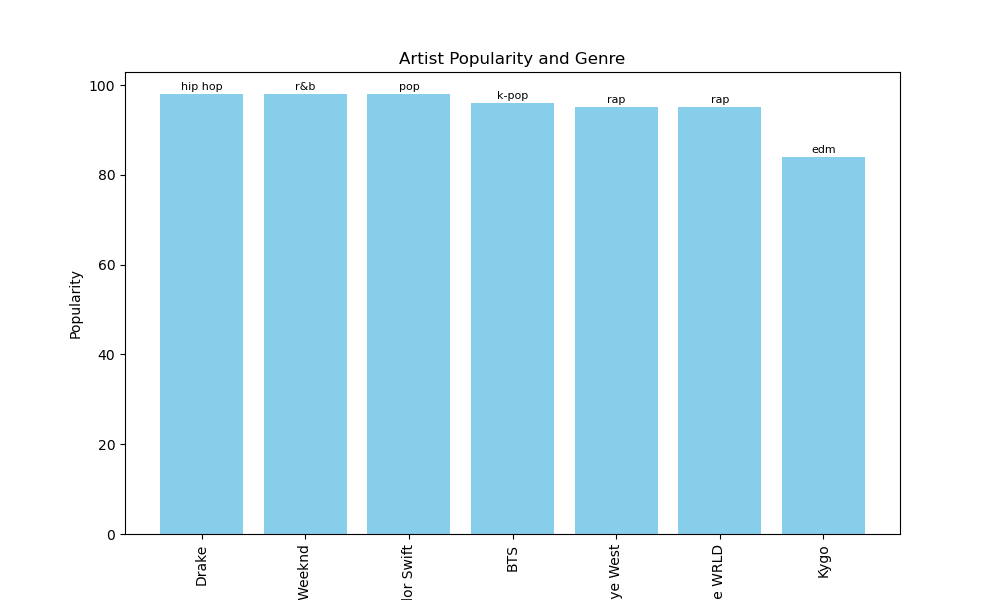 Artist Popularity and Genre
hip hop
r&b
pop
k-pop
rap
rap
edm
100
80
60
40
20
0
Popularity
Drake
Weeknd
lor Swift
BTS
ye West
e WRLD
Kygo